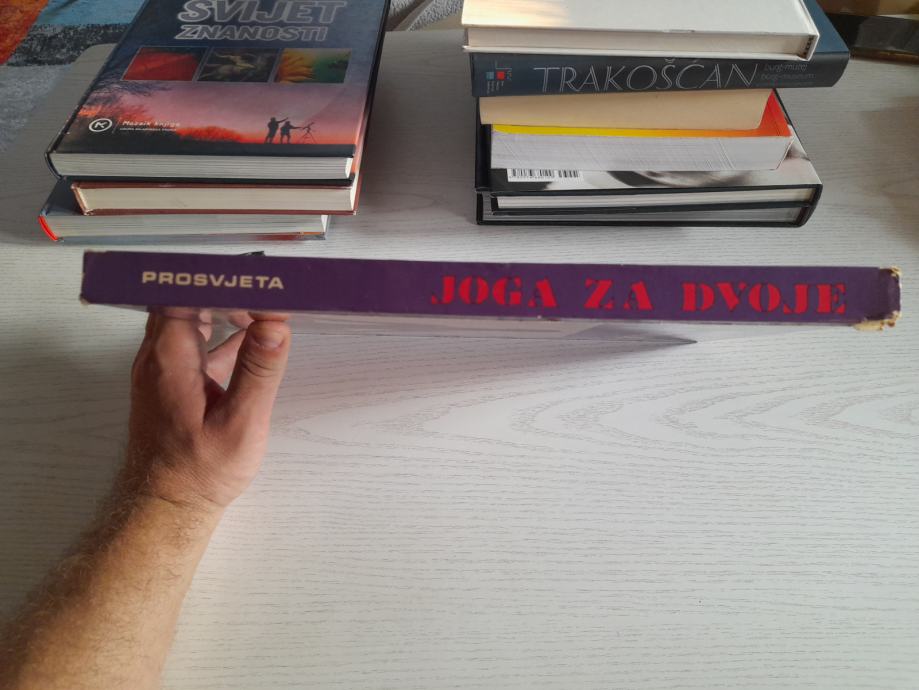 SVIJET
ZNANOSTI
Mozaik knjiga
TRAKOŠĆAN
PROSVJETA
JOGA ZA DVOJE